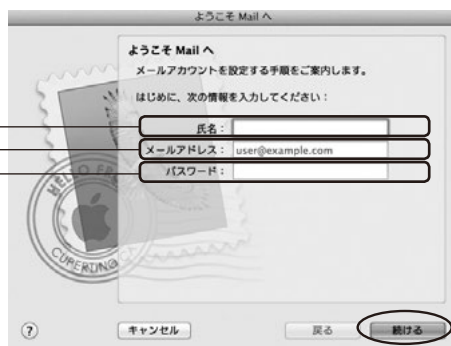 ようこそ Mail へ
ようこそ Mail へ
メールアカウントを設定する手順をご案内します。
はじめに、次の情報を入力してください：
氏名：
メールアドレス： user@example.com
パスワード：
HELLO FR
CUPERTINO
?
キャンセル
戻る
続ける